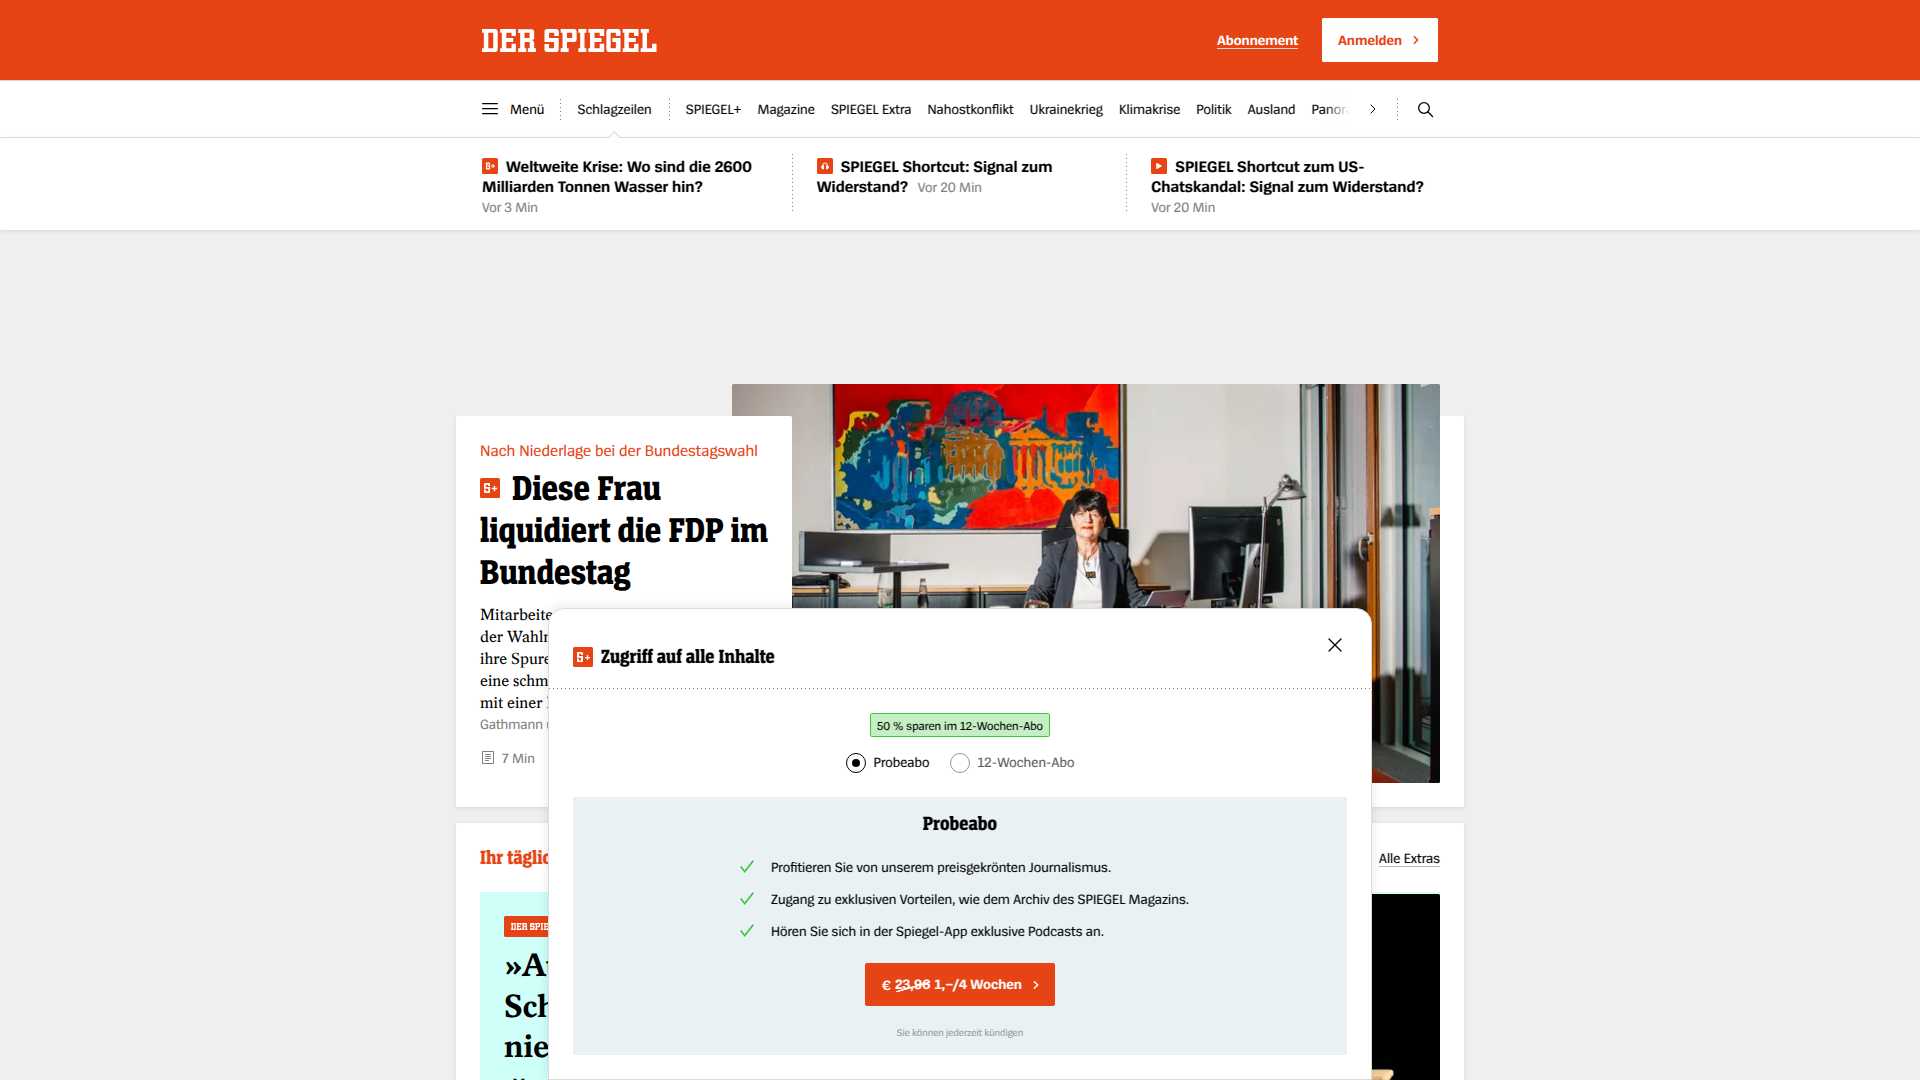 DER SPIEGEL
Abonnement
Anmelden
Menü
Schlagzeilen
SPIEGEL+
Magazine
SPIEGEL Extra
Nahostkonflikt
Ukrainekrieg
Klimakrise
Politik
Ausland
Weltweite Krise: Wo sind die 2600
Milliarden Tonnen Wasser hin?
Vor 3 Min
SPIEGEL Shortcut: Signal zum
Widerstand? Vor 20 Min
SPIEGEL Shortcut zum US-
Chatskandal: Signal zum Widerstand?
Vor 20 Min
Nach Niederlage bei der Bundestagswahl
Diese Frau
liquidiert die FDP im
Bundestag
Mitarbeite
der Wahl
ihre Spure
eine schm
mit einer
Gathmann
7 Min
Zugriff auf alle Inhalte
50 % sparen im 12-Wochen-Abo
Probeabo
12-Wochen-Abo
Probeabo
Profitieren Sie von unserem preisgekrönten Journalismus.
Zugang zu exklusiven Vorteilen, wie dem Archiv des SPIEGEL Magazins.
Hören Sie sich in der Spiegel-App exklusive Podcasts an.
€ 23,96 1,–/4 Wochen
Sie können jederzeit kündigen
Ihr täglic
Alle Extras
DER SPIE
»A
Sch
nie